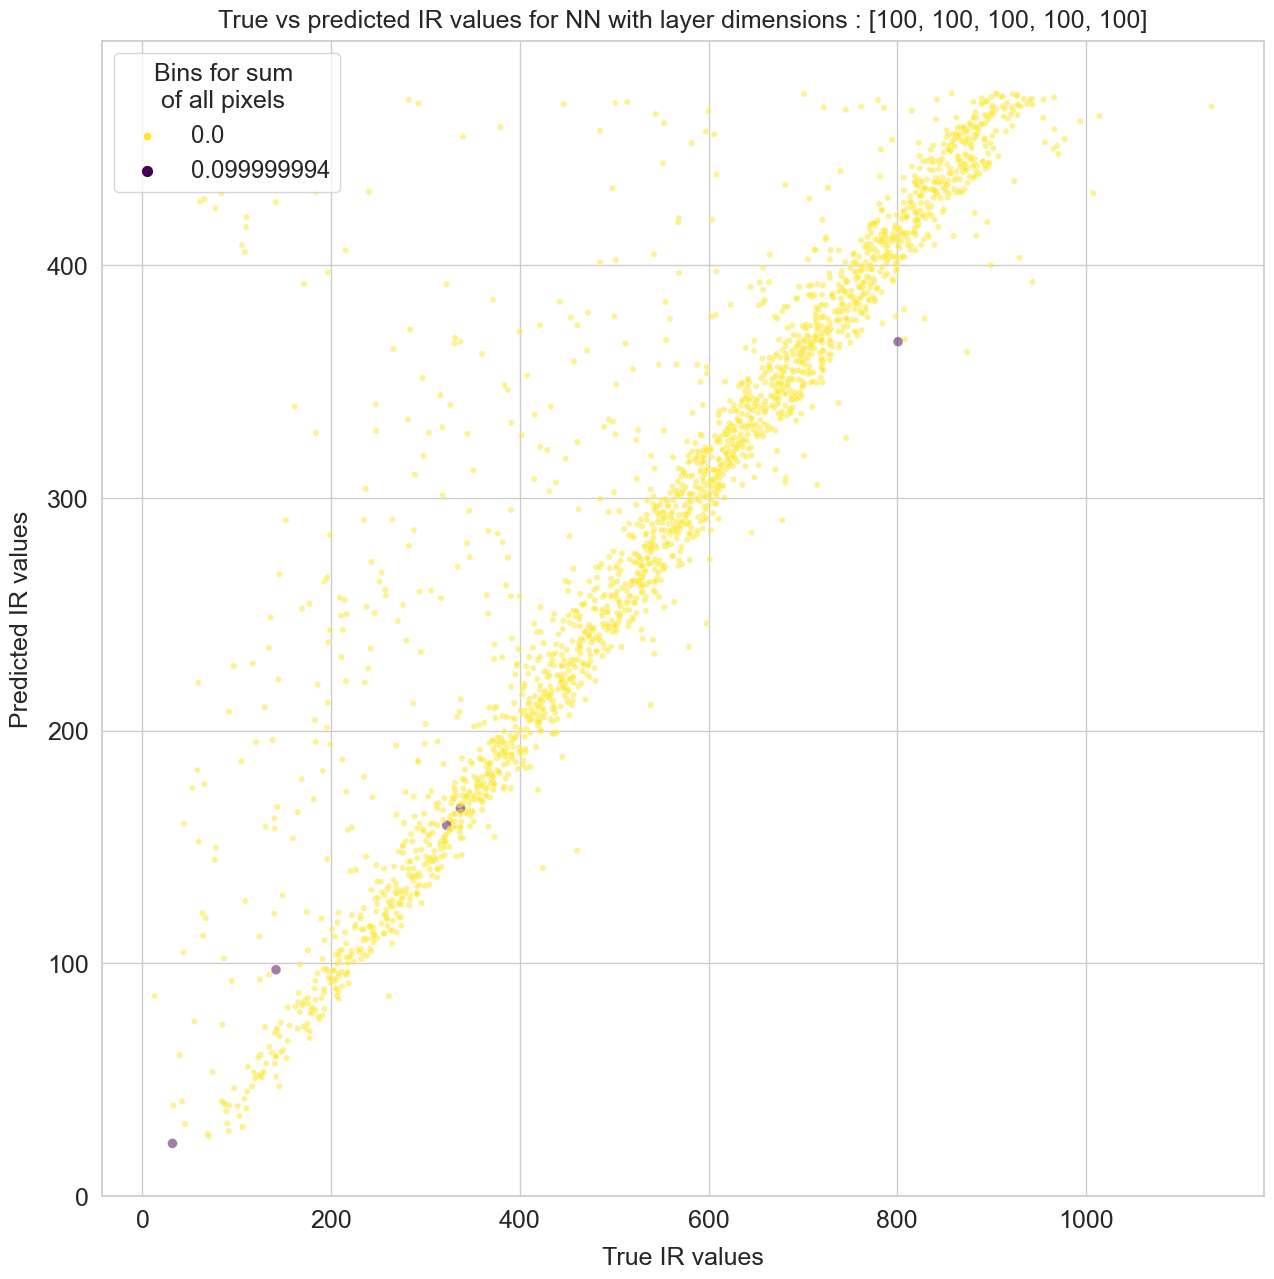 True vs predicted IR values for NN with layer dimensions : [100, 100, 100, 100, 100]
Bins for sum
of all pixels
0.0
0.099999994
400
300
200
100
0
Predicted IR values
0 200 400 600 800 1000
True IR values